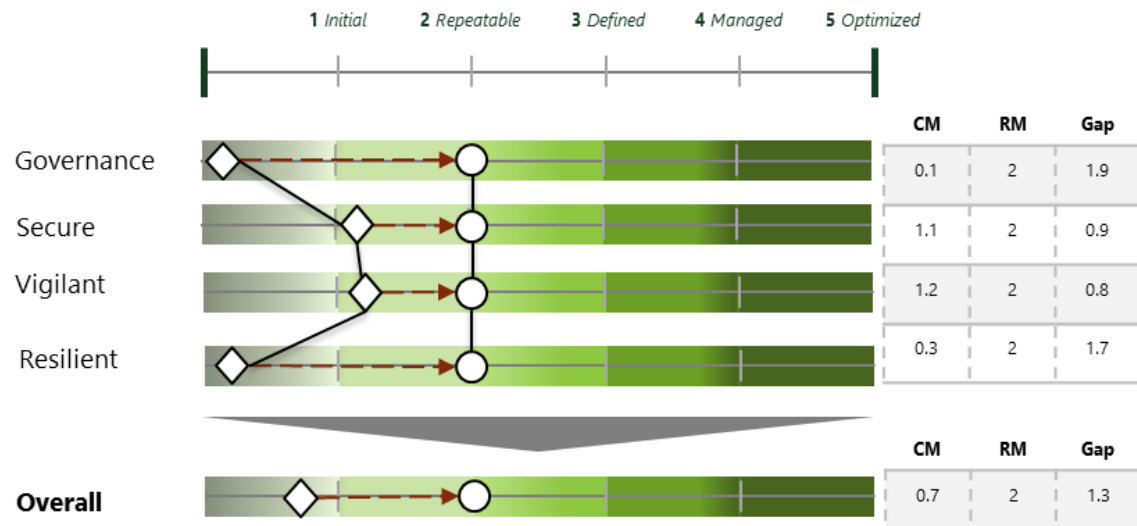 1 Initial 2 Repeatable 3 Defined 4 Managed 5 Optimized
CM RM Gap
Governance 0.1 2 1.9
Secure 1.1 2 0.9
Vigilant 1.2 2 0.8
Resilient 0.3 2 1.7
CM RM Gap
Overall 0.7 2 1.3